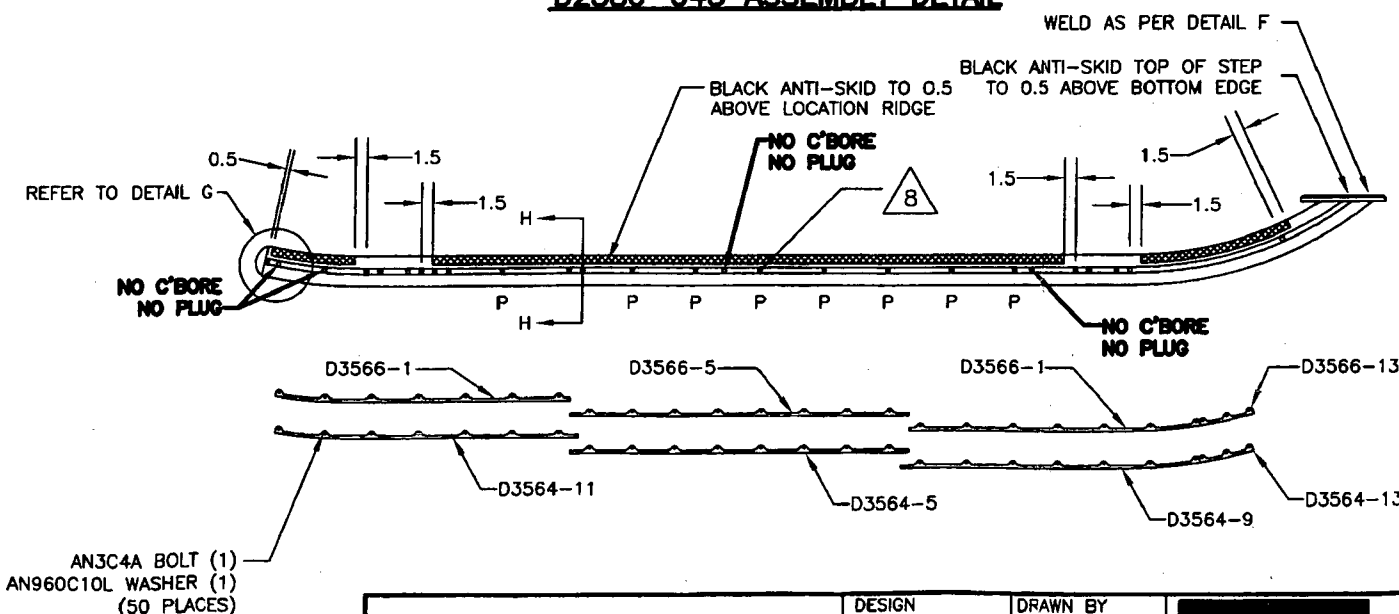 D2580-045 ASSEMBLY DETAIL
WELD AS PER DETAIL F
BLACK ANTI-SKID TOP OF STEP
TO 0.5 ABOVE BOTTOM EDGE
BLACK ANTI-SKID TO 0.5
ABOVE LOCATION RIDGE
NO C'BORE
NO PLUG
0.5
1.5
1.5
1.5
1.5
1.5
8
REFER TO DETAIL G
H
H
NO C'BORE
NO PLUG
P P P P P P P P
NO C'BORE
NO PLUG
D3566-1
D3566-5
D3566-1
D3566-13
D3564-11
D3564-5
D3564-9
D3564-13
AN3C4A BOLT (1)
AN960C10L WASHER (1)
(50 PLACES)
DESIGN
DRAWN BY